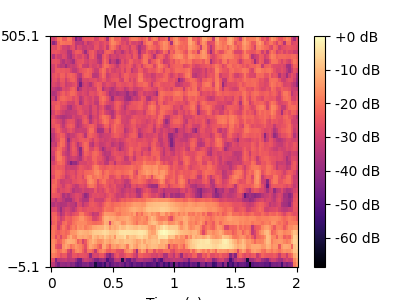 Mel Spectrogram
505.1
−5.1
0
0.5
1
1.5
2
+0 dB
-10 dB
-20 dB
-30 dB
-40 dB
-50 dB
-60 dB